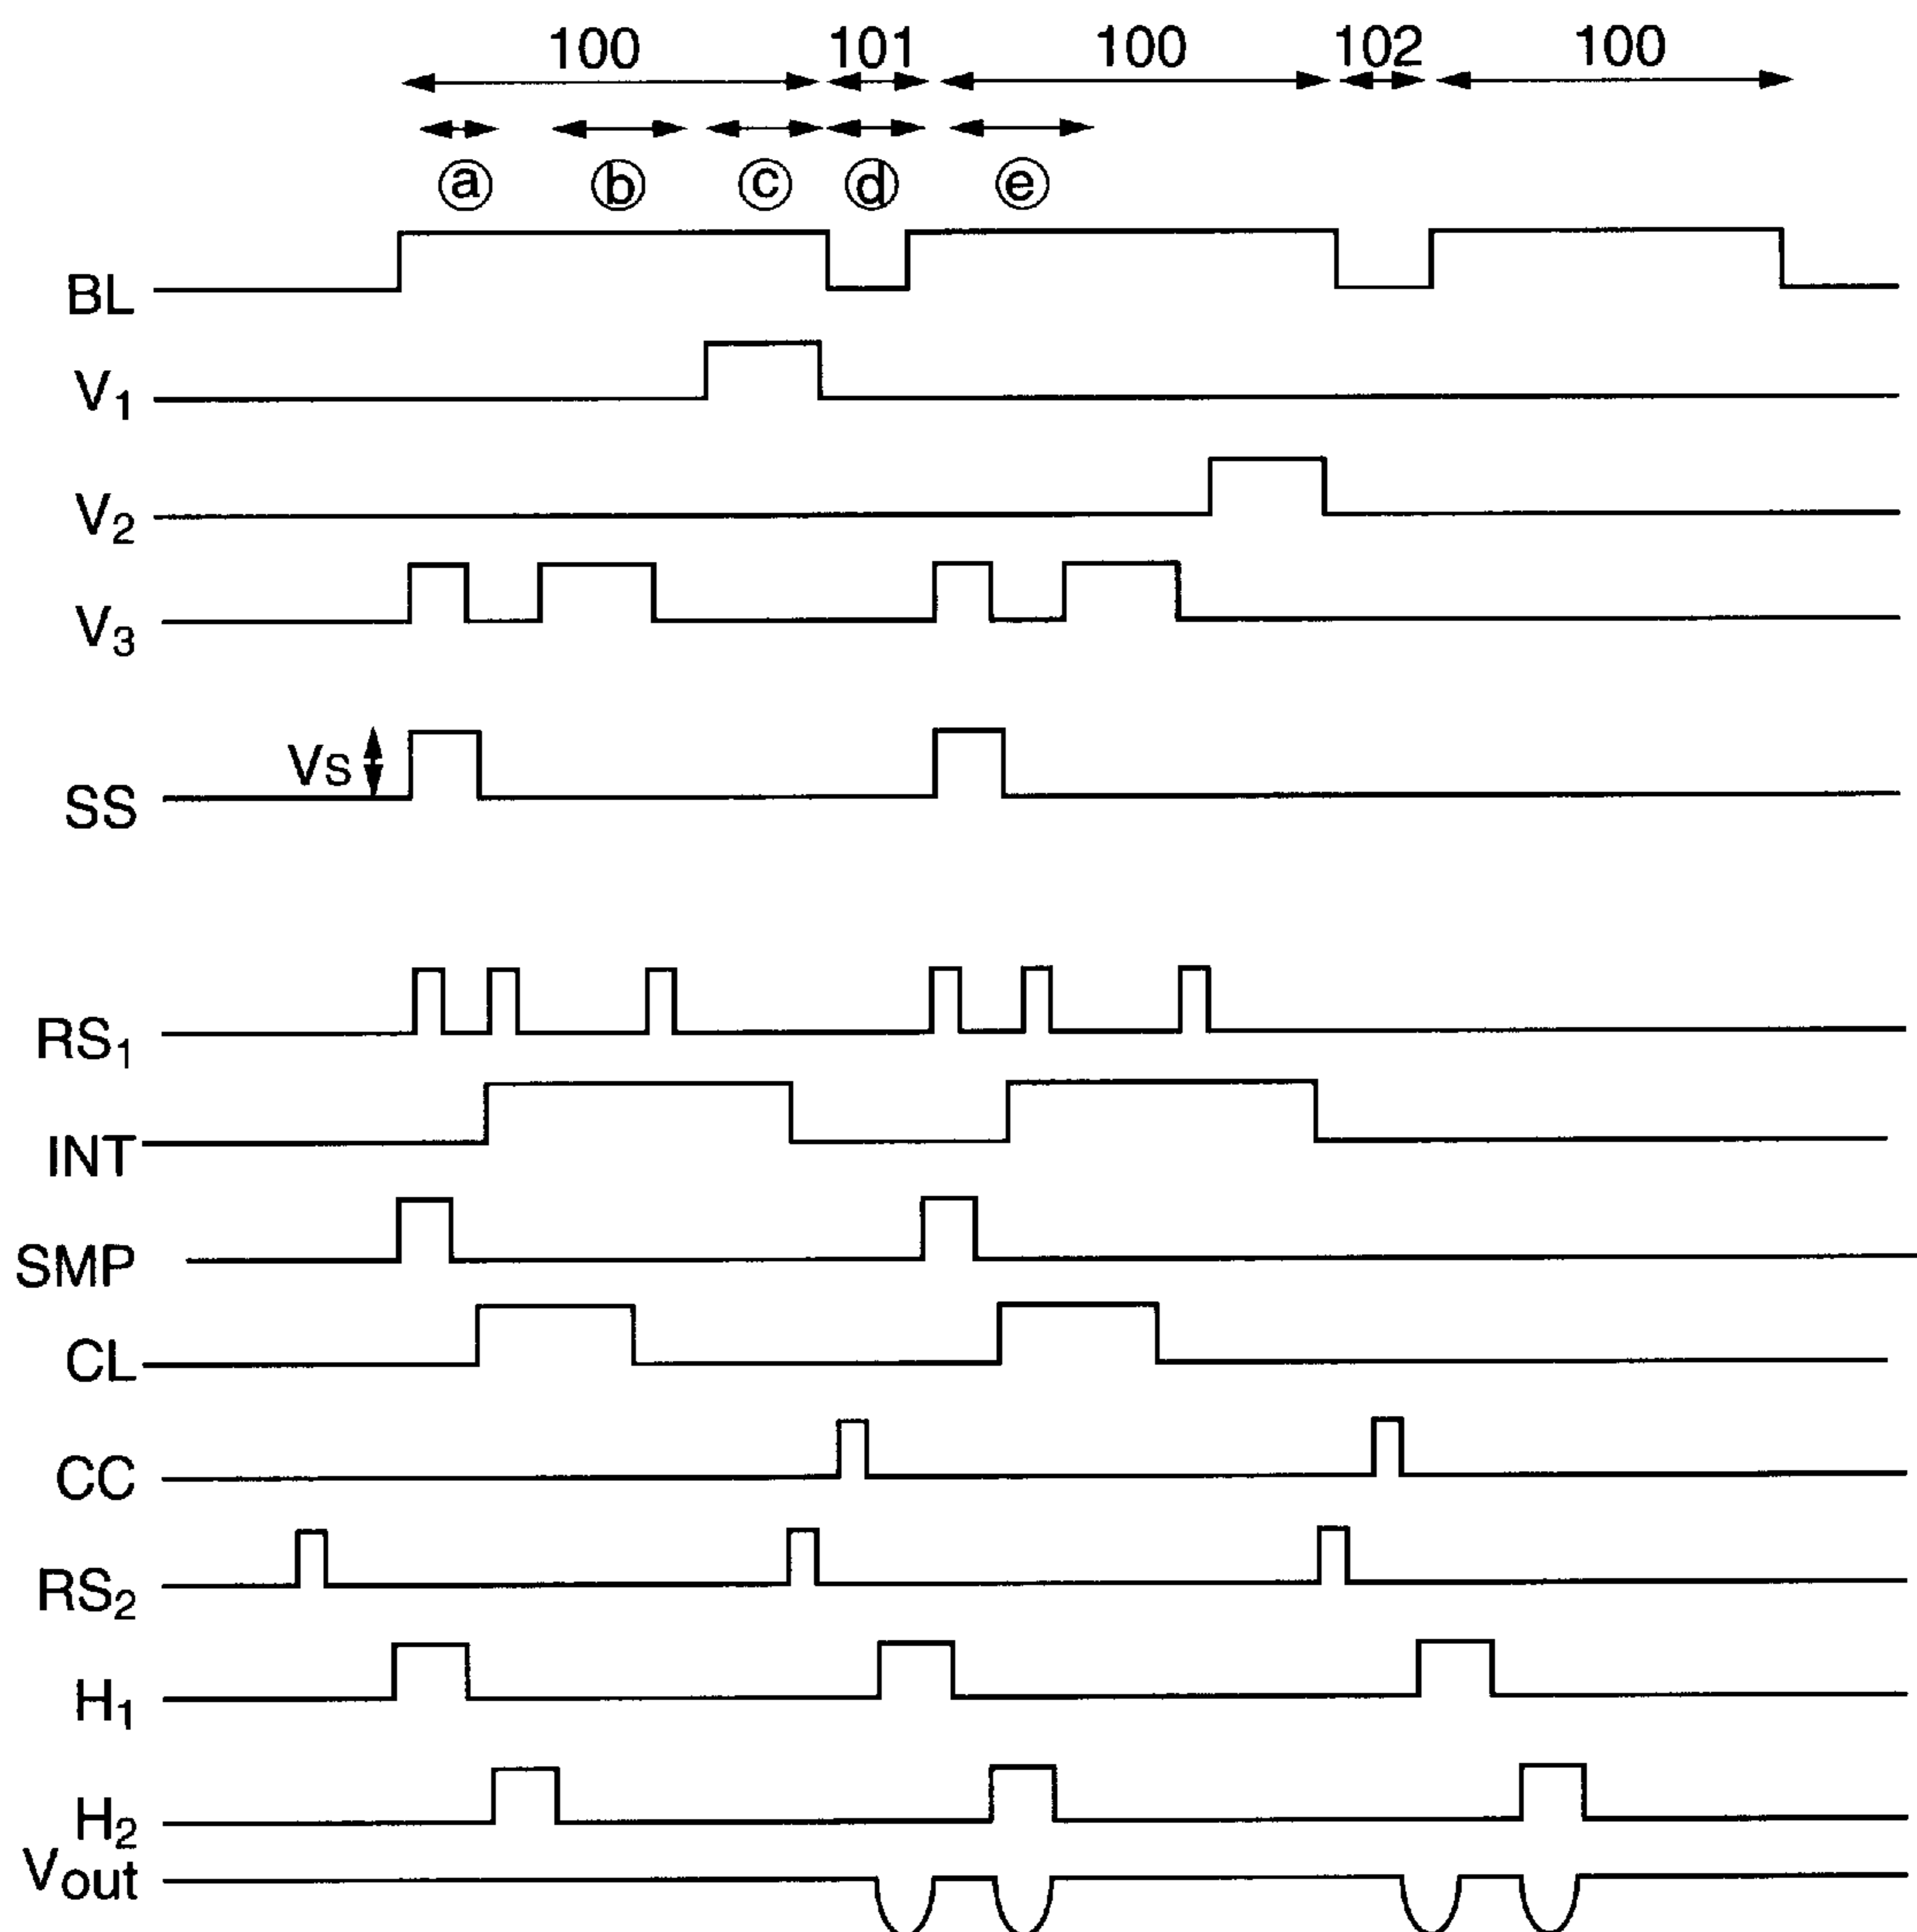 100 101 100 102 100
ⓐ ⓑ ⓒ ⓓ ⓔ
BL
V₁
V₂
V₃
Vs
SS
RS₁
INT
SMP
CL
CC
RS₂
H₁
H₂
Vout